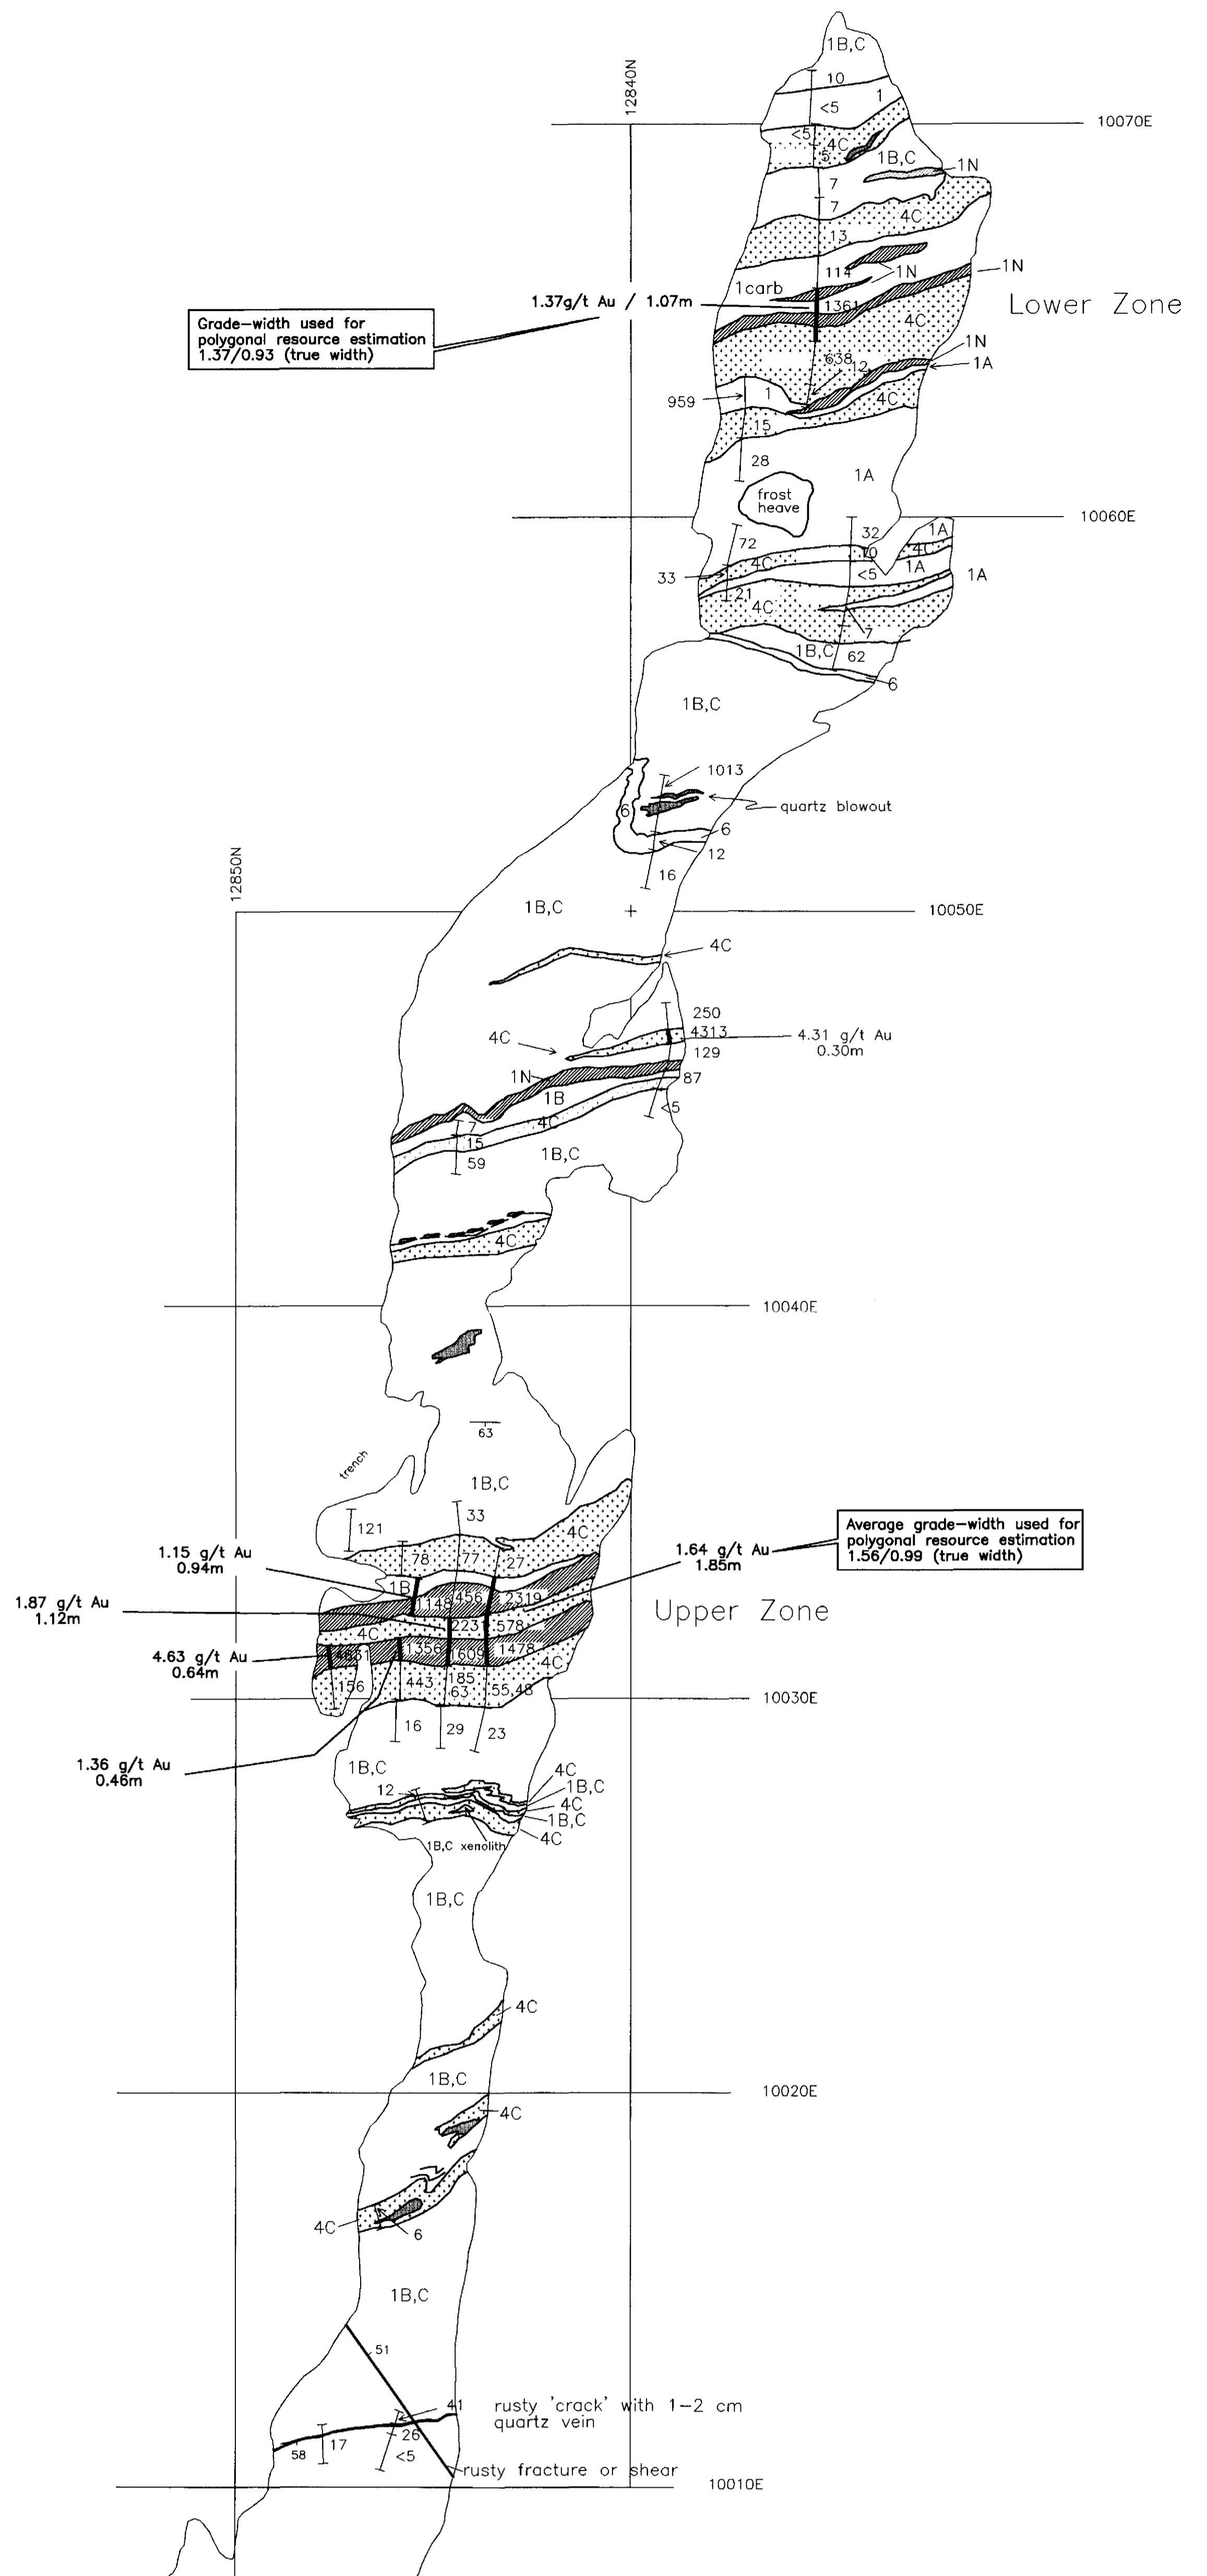 1B,C
12840N
10
1
<5
10070E
<5
4C
5
1B,C
1N
7
7
4C
13
114
1N
1N
1carb
1.37g/t Au / 1.07m
1361
Lower Zone
Grade-width used for
polygonal resource estimation
1.37/0.93 (true width)
4C
1N
638
12
1A
959
1
4C
15
28
1A
frost
heave
10060E
32
1A
72
70
4C
4C
1A
33
<5
1A
21
4C
7
1B,C
62
6
1B,C
1013
quartz blowout
6
6
12
12850N
16
1B,C
10050E
4C
250
4C
4313
4.31 g/t Au
0.30m
129
1N
87
1B
<5
7
4C
15
1B,C
59
4C
10040E
63
trench
1B,C
33
121
4C
Average grade-width used for
polygonal resource estimation
1.56/0.99 (true width)
1.15 g/t Au
0.94m
78
77
27
1.64 g/t Au
1.85m
1B
1.87 g/t Au
1.12m
1148
456
2319
Upper Zone
223
578
4C
4.63 g/t Au
0.64m
4631
1356
1609
1478
4C
156
443
185
63
55,48
10030E
16
29
23
1.36 g/t Au
0.46m
1B,C
4C
12
1B,C
4C
1B,C
4C
1B,C xenolith
1B,C
4C
1B,C
10020E
4C
4C
6
1B,C
51
41
rusty 'crack' with 1-2 cm
quartz vein
26
17
58
<5
rusty fracture or shear
10010E